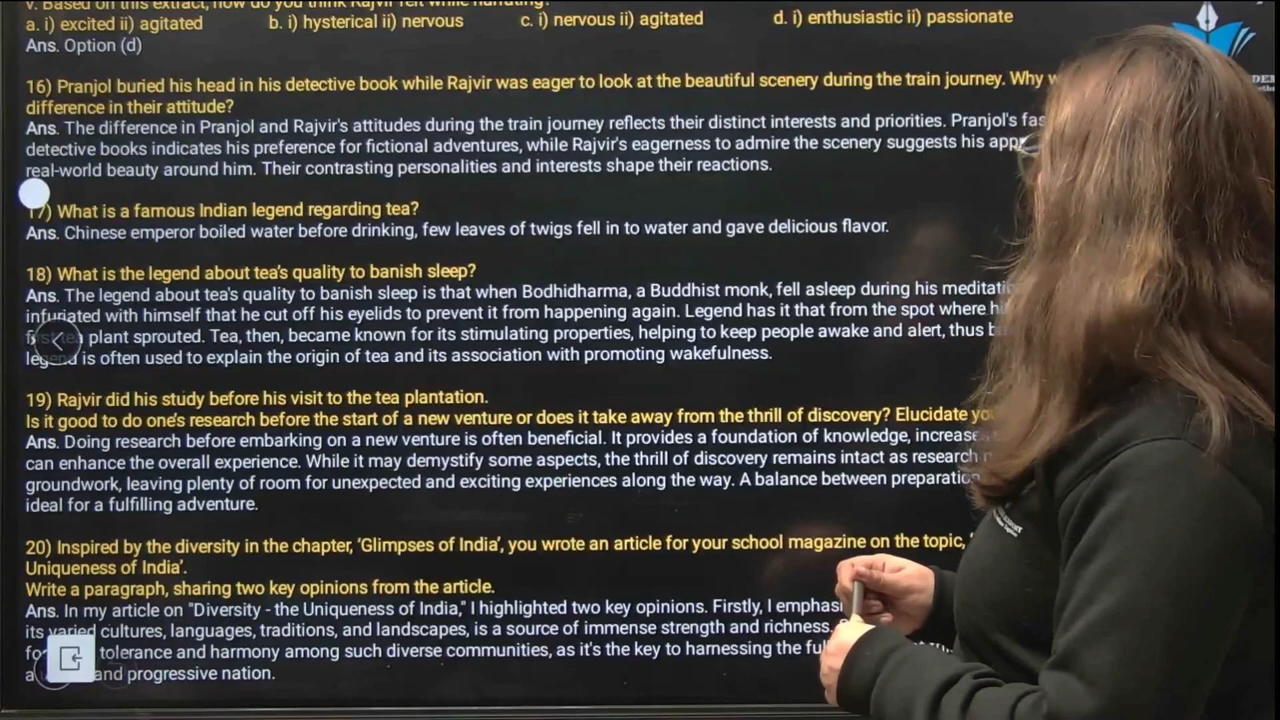 v. Based on this extract, how do you think Rajvir felt while narrating?
a. i) excited ii) agitated b. i) hysterical ii) nervous c. i) nervous ii) agitated d. i) enthusiastic ii) passionate
Ans. Option (d)
16) Pranjol buried his head in his detective book while Rajvir was eager to look at the beautiful scenery during the train journey. Why
difference in their attitude?
Ans. The difference in Pranjol and Rajvir's attitudes during the train journey reflects their distinct interests and priorities. Pranjol's
detective books indicates his preference for fictional adventures, while Rajvir's eagerness to admire the scenery suggests his
real-world beauty around him. Their contrasting personalities and interests shape their reactions.
17) What is a famous Indian legend regarding tea?
Ans. Chinese emperor boiled water before drinking, few leaves of twigs fell in to water and gave delicious flavor.
18) What is the legend about tea's quality to banish sleep?
Ans. The legend about tea's quality to banish sleep is that when Bodhidharma, a Buddhist monk, fell asleep during his
infuriated with himself that he cut off his eyelids to prevent it from happening again. Legend has it that from the spot where
first tea plant sprouted. Tea, then, became known for its stimulating properties, helping to keep people awake and alert, thus
legend is often used to explain the origin of tea and its association with promoting wakefulness.
19) Rajvir did his study before his visit to the tea plantation.
Is it good to do one's research before the start of a new venture or does it take away from the thrill of discovery? Elucidate
Ans. Doing research before embarking on a new venture is often beneficial. It provides a foundation of knowledge,
can enhance the overall experience. While it may demystify some aspects, the thrill of discovery remains intact as research
groundwork, leaving plenty of room for unexpected and exciting experiences along the way. A balance between preparation
ideal for a fulfilling adventure.
20) Inspired by the diversity in the chapter, 'Glimpses of India', you wrote an article for your school magazine on the topic,
Uniqueness of India'.
Write a paragraph, sharing two key opinions from the article.
Ans. In my article on "Diversity - the Uniqueness of India," I highlighted two key opinions. Firstly, I
its varied cultures, languages, traditions, and landscapes, is a source of immense strength and richness.
tolerance and harmony among such diverse communities, as it's the key to harnessing the
and progressive nation.